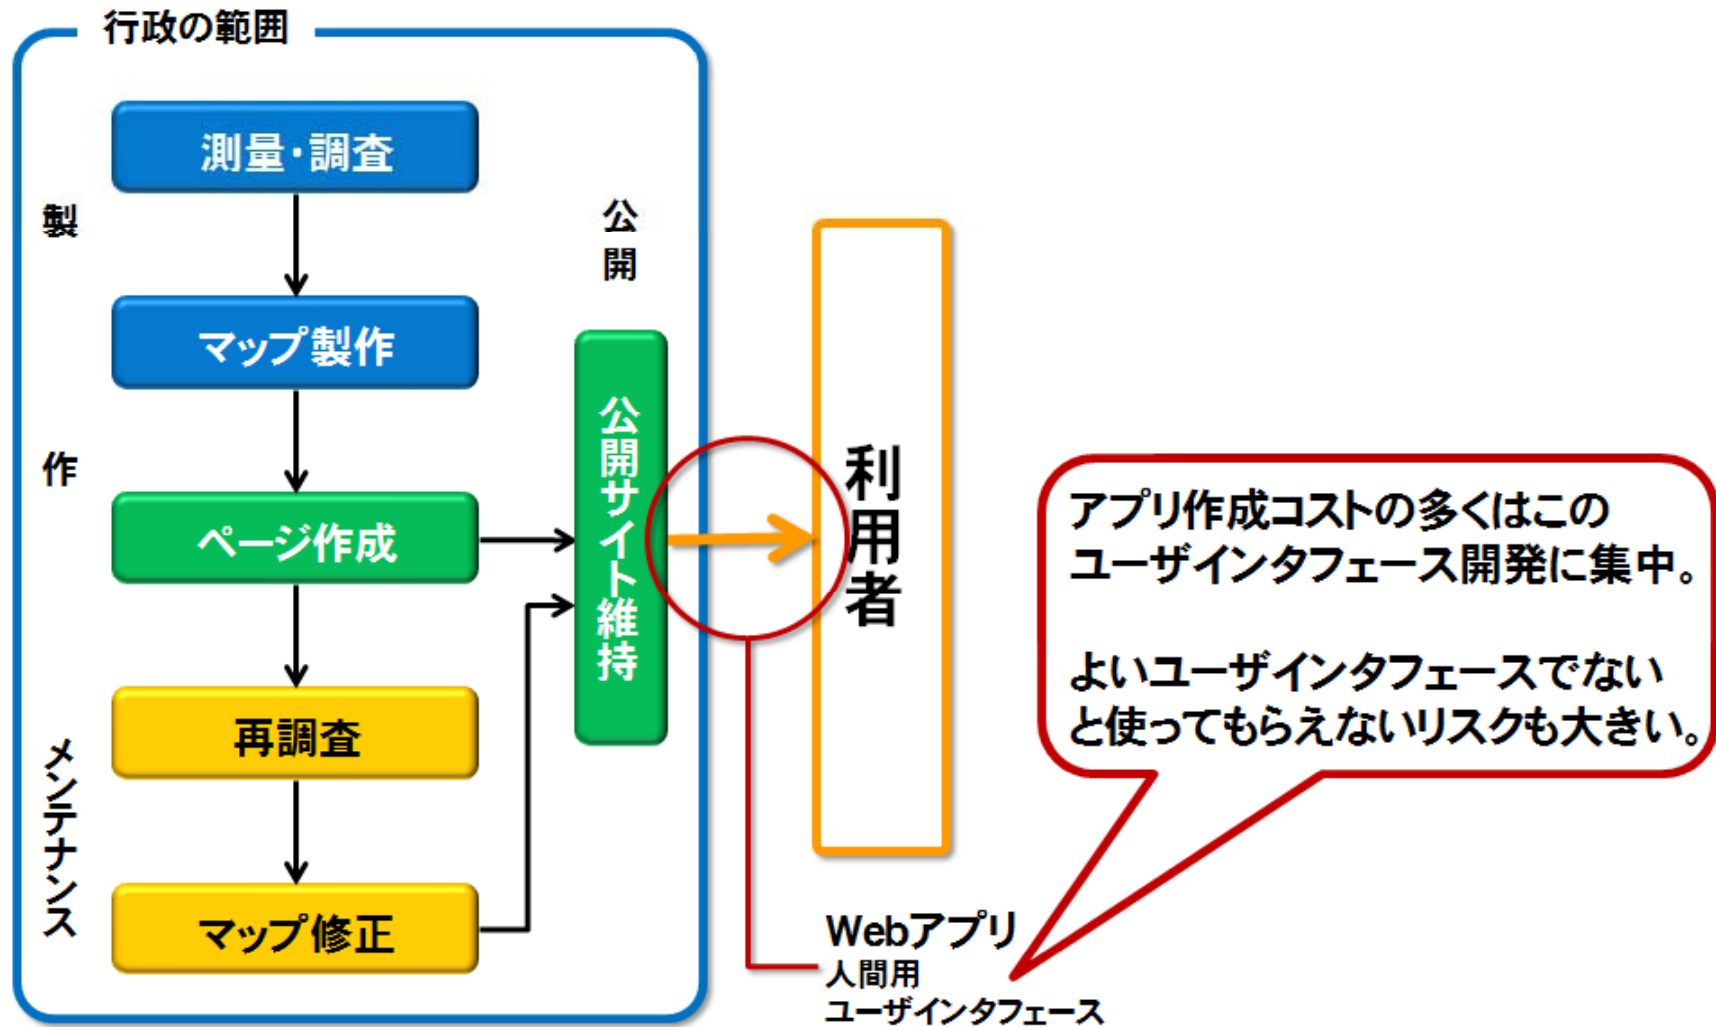 行政の範囲
測量・調査
製
作
公開
マップ製作
公開サイト維持
利用者
ページ作成
アプリ作成コストの多くはこの
ユーザインタフェース開発に集中。
よいユーザインタフェースでない
と使ってもらえないリスクも大きい。
再調査
メンテナンス
マップ修正
Webアプリ
人間用
ユーザインタフェース